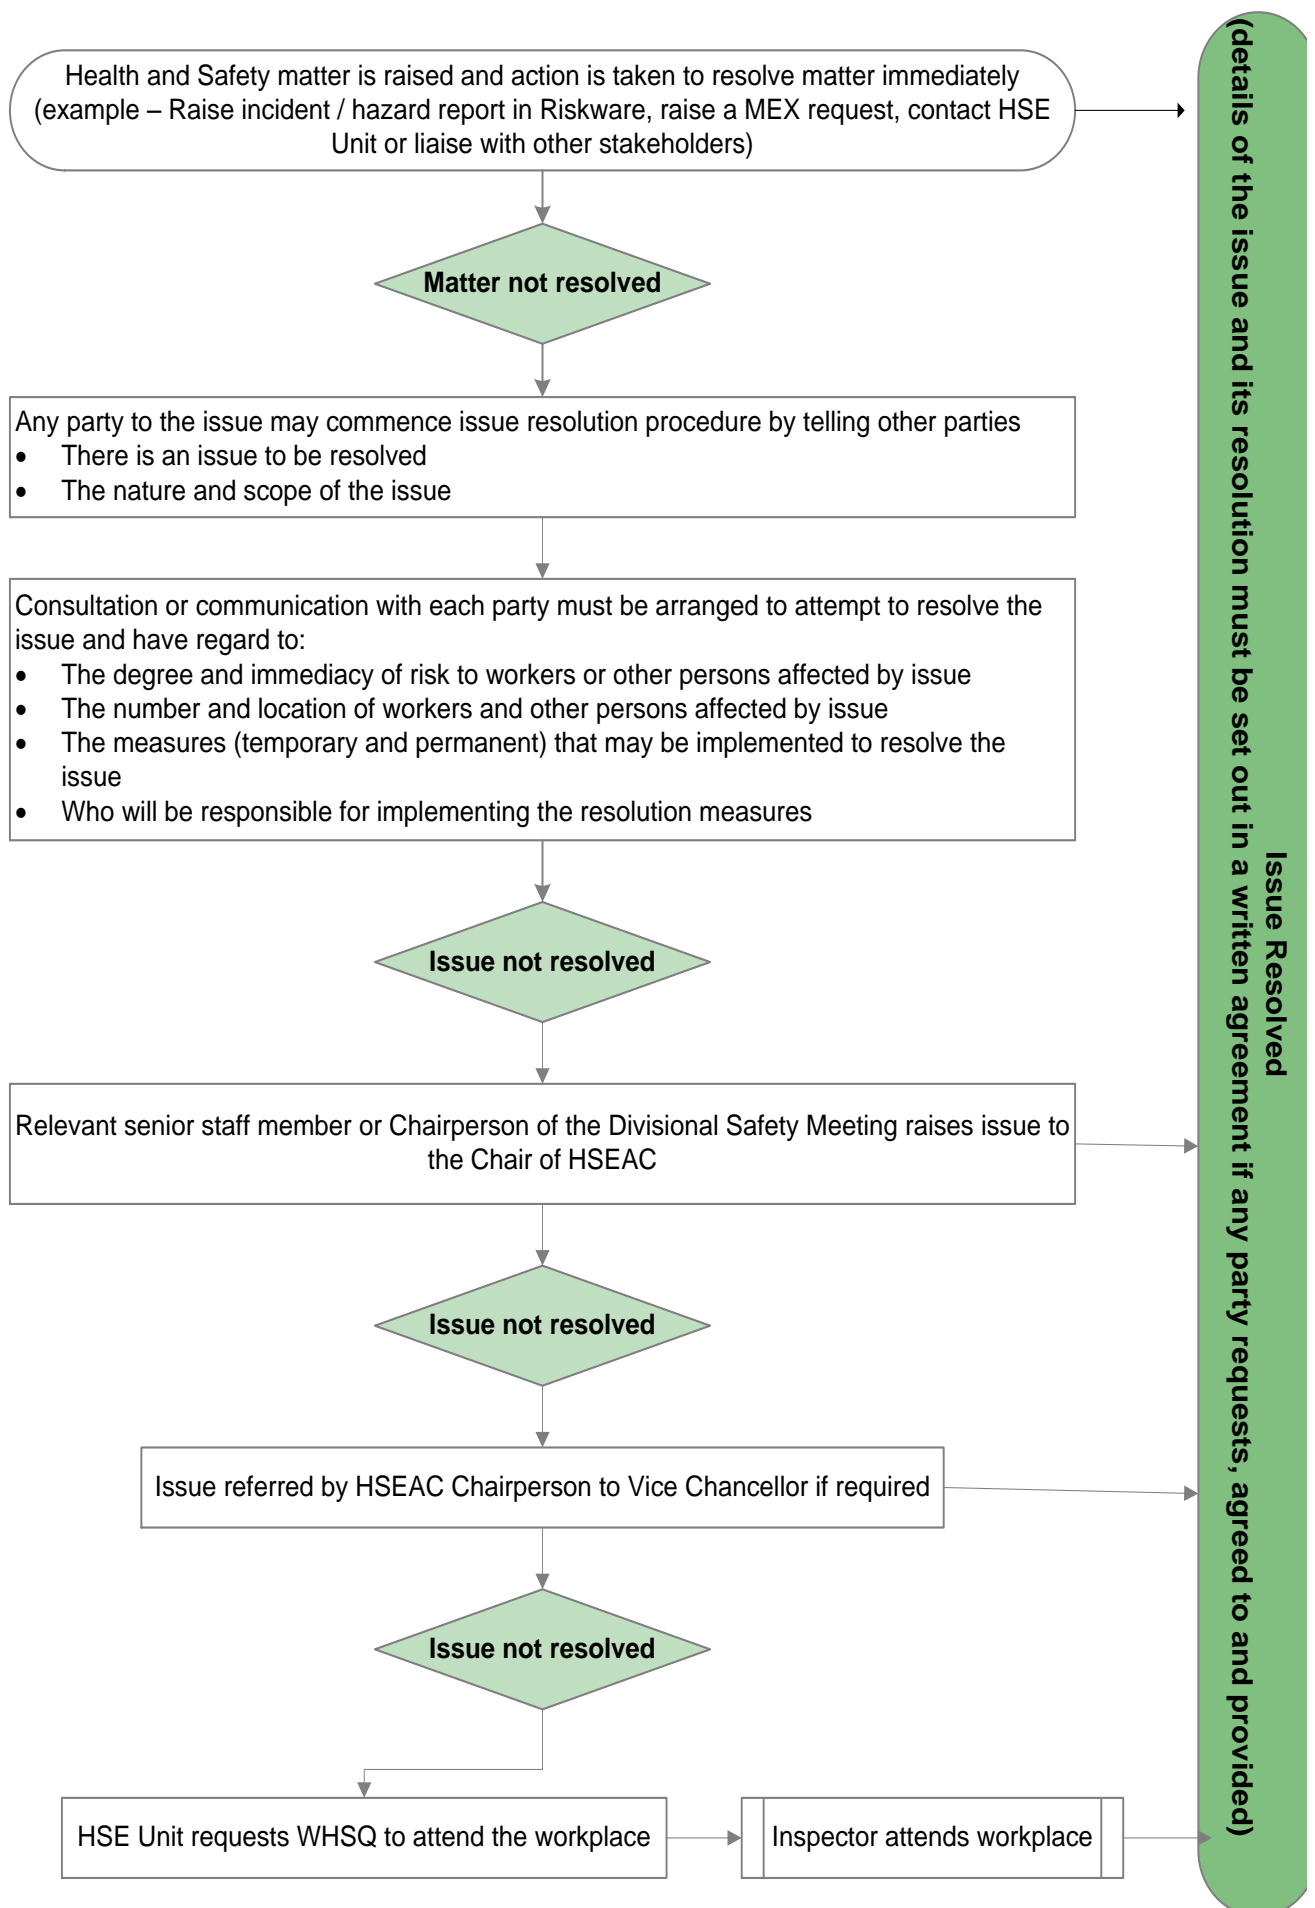 Health and Safety matter is raised and action is taken to resolve matter immediately
(example – Raise incident / hazard report in Riskware, raise a MEX request, contact HSE
Unit or liaise with other stakeholders)
Matter not resolved
Any party to the issue may commence issue resolution procedure by telling other parties
• There is an issue to be resolved
• The nature and scope of the issue
Consultation or communication with each party must be arranged to attempt to resolve the
issue and have regard to:
• The degree and immediacy of risk to workers or other persons affected by issue
• The number and location of workers and other persons affected by issue
• The measures (temporary and permanent) that may be implemented to resolve the
issue
• Who will be responsible for implementing the resolution measures
Issue not resolved
Relevant senior staff member or Chairperson of the Divisional Safety Meeting raises issue to
the Chair of HSEAC
Issue not resolved
Issue referred by HSEAC Chairperson to Vice Chancellor if required
Issue not resolved
HSE Unit requests WHSQ to attend the workplace
Inspector attends workplace
Issue Resolved
(details of the issue and its resolution must be set out in a written agreement if any party requests, agreed to and provided)